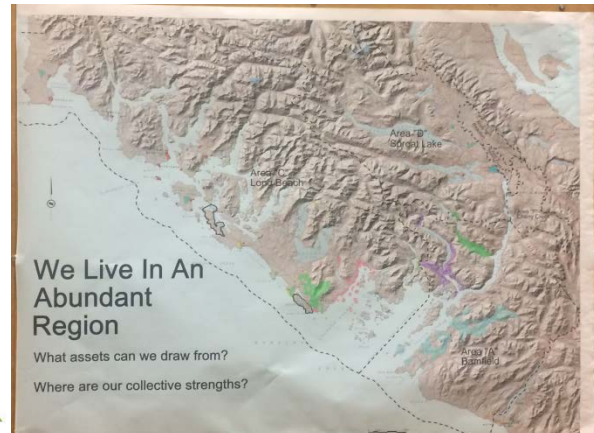 Area "D"
Sproat Lake
Area "C"
Long Beach
We Live In An
Abundant
Region
What assets can we draw from?
Where are our collective strengths?
Area "A"
Bamfield